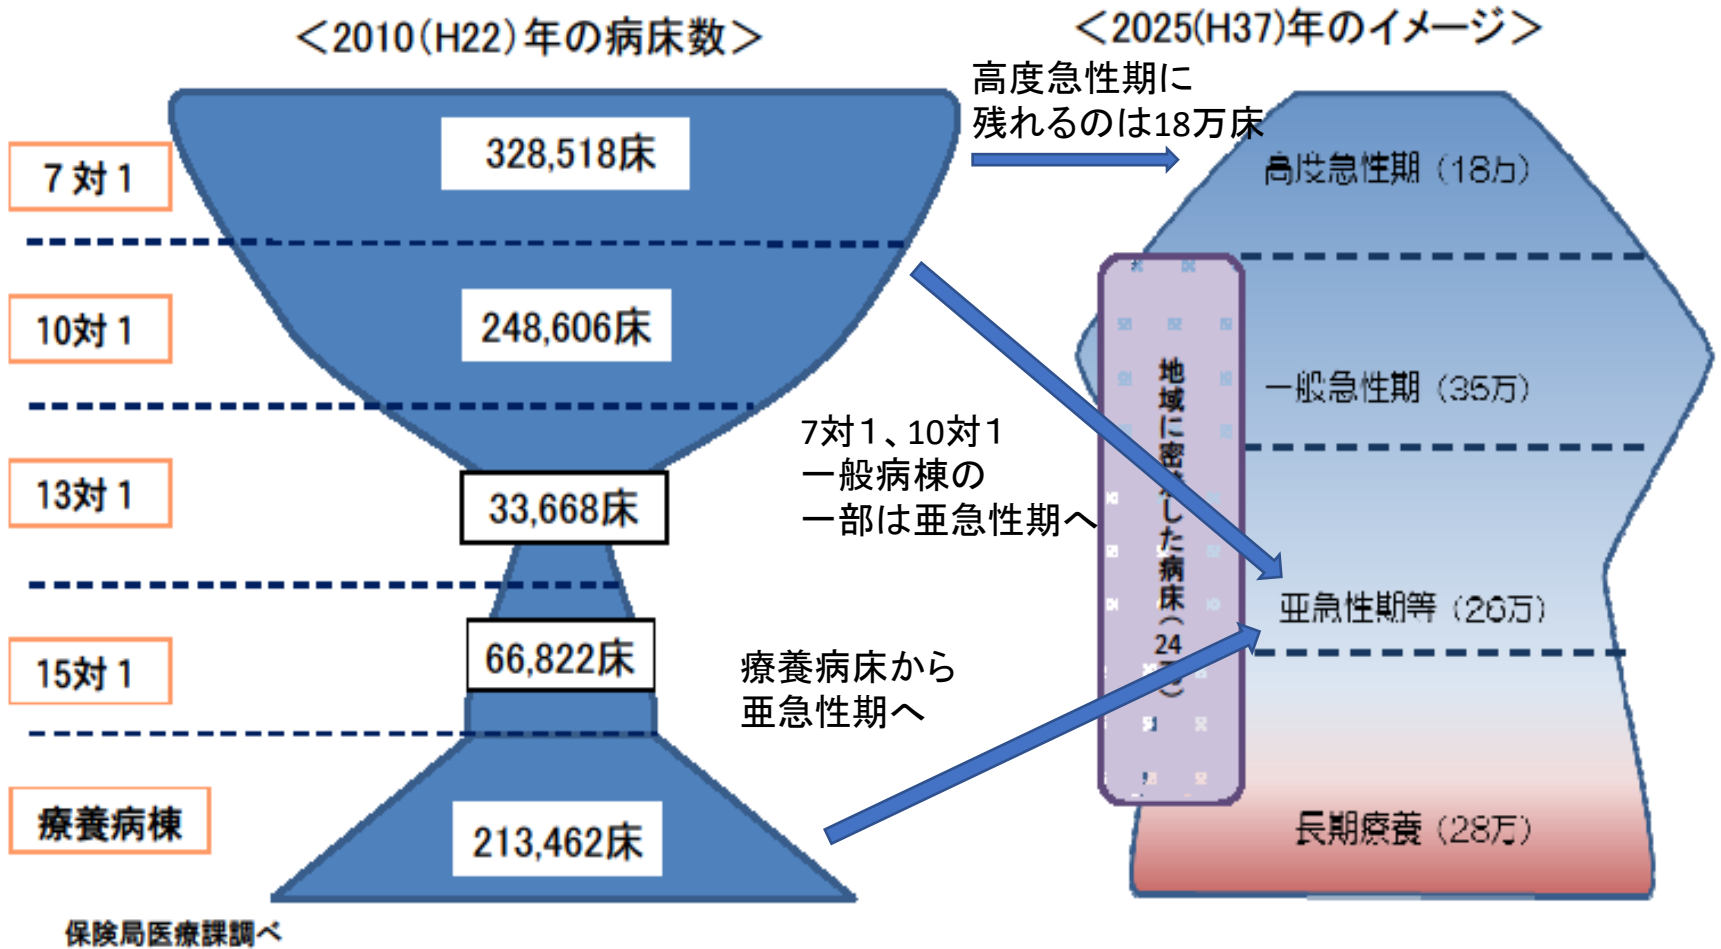 ＜2010(H22)年の病床数＞
＜2025(H37)年のイメージ＞
高度急性期に
残れるのは18万床
7対1
328,518床
高度急性期（18万）
10対1
248,606床
一般急性期（35万）
7対１、10対１
一般病棟の
一部は亜急性期へ
13対1
33,668床
地域に密着した病床（24万）
亜急性期等（26万）
15対1
66,822床
療養病床から
亜急性期へ
療養病棟
213,462床
長期療養（28万）
保険局医療課調べ